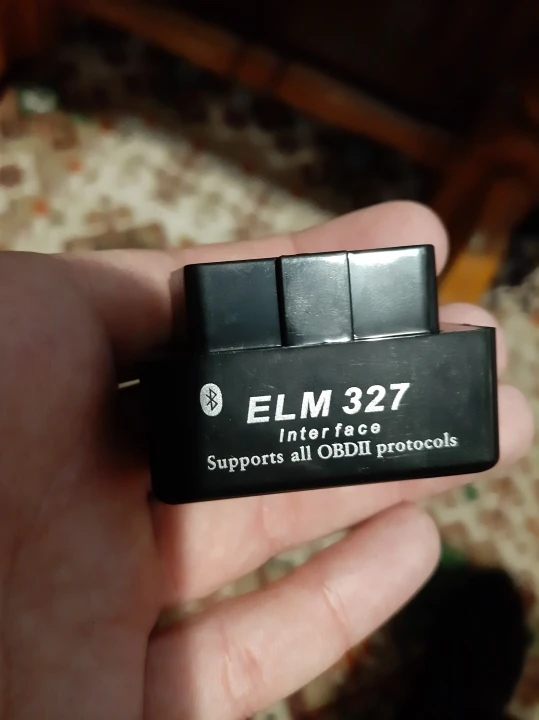 ELM 327
Interface
Supports all OBDII protocols